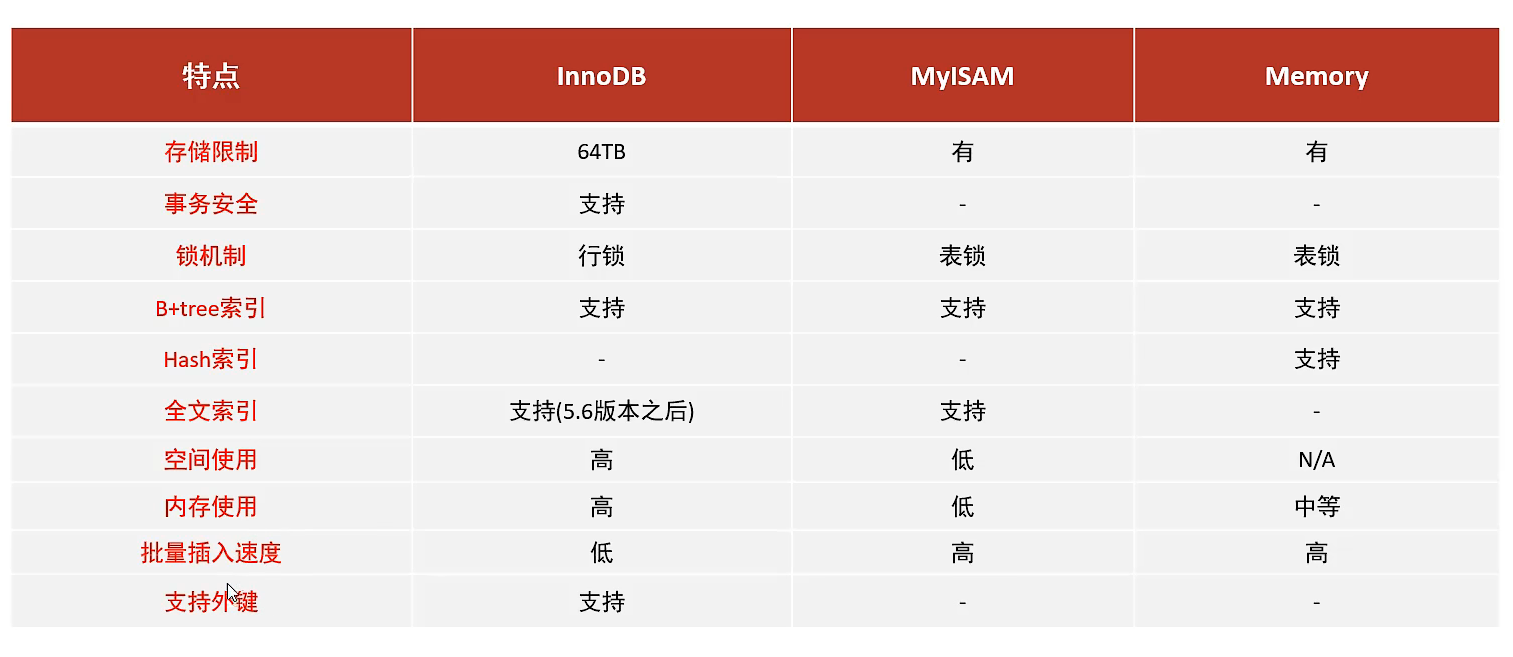 特点 InnoDB MyISAM Memory
存储限制 64TB 有 有
事务安全 支持 - -
锁机制 行锁 表锁 表锁
B+tree索引 支持 支持 支持
Hash索引 - - 支持
全文索引 支持(5.6版本之后) 支持 -
空间使用 高 低 N/A
内存使用 高 低 中等
批量插入速度 低 高 高
支持外键 支持 - -